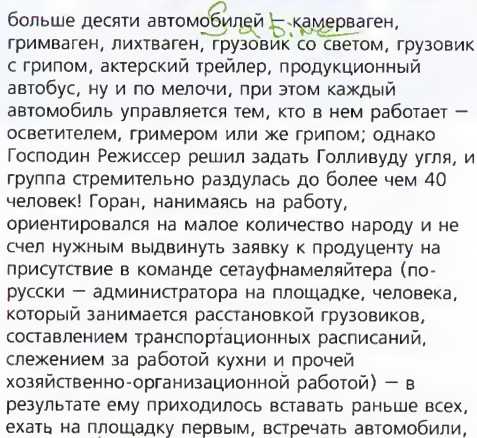 больше десяти автомобилей — камерваген,
Sabine
гримваген, лихтваген, грузовик со светом, грузовик
с грипом, актерский трейлер, продукционный
автобус, ну и по мелочи, при этом каждый
автомобиль управляется тем, кто в нем работает —
осветителем, гримером или же грипом; однако
Господин Режиссер решил задать Голливуду угля, и
группа стремительно раздулась до более чем 40
человек! Горан, нанимаясь на работу,
ориентировался на малое количество народу и не
счел нужным выдвинуть заявку к продуценту на
присутствие в команде сетауфнамеляйтера (по-
русски — администратора на площадке, человека,
который занимается расстановкой грузовиков,
составлением транспортационных расписаний,
слежением за работой кухни и прочей
хозяйственно-организационной работой) — в
результате ему приходилось вставать раньше всех,
ехать на площадку первым, встречать автомобили,